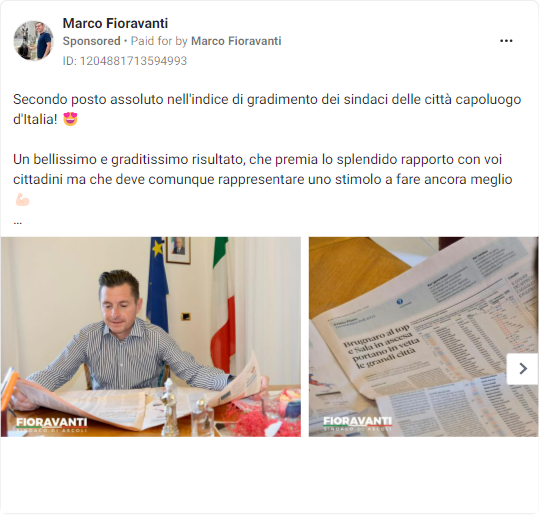 Marco Fioravanti
Sponsored • Paid for by Marco Fioravanti
ID: 1204881713594993
Secondo posto assoluto nell'indice di gradimento dei sindaci delle città capoluogo
d'Italia! 😍
Un bellissimo e graditissimo risultato, che premia lo splendido rapporto con voi
cittadini ma che deve comunque rappresentare uno stimolo a fare ancora meglio
💪🏻
...
FIORAVANTI
SINDACO DI ASCOLI
Brugnaro al top
e Sala in ascesa
portano in vetta
le grandi città
FIORAVANTI
SINDACO DI ASCOLI